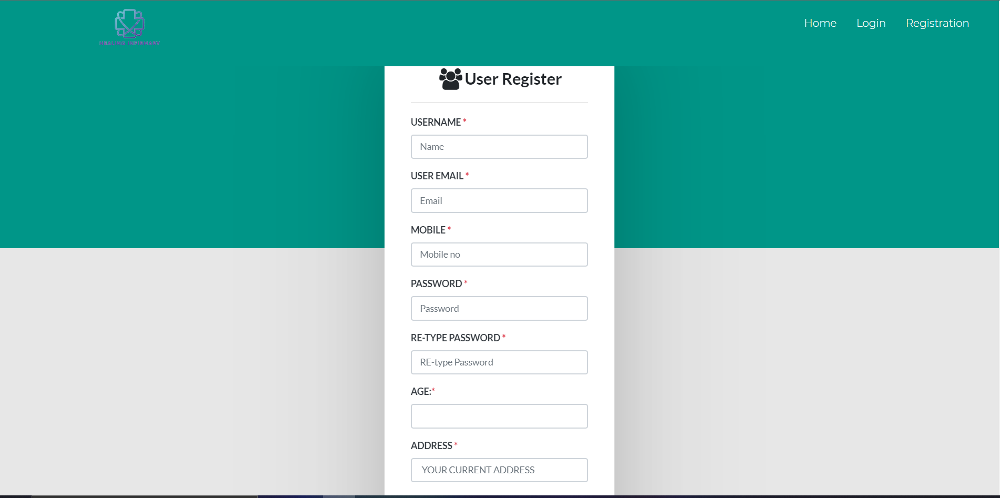 HEALING INFIRMARY
Home Login Registration
User Register
USERNAME *
Name
USER EMAIL *
Email
MOBILE *
Mobile no
PASSWORD *
Password
RE-TYPE PASSWORD *
RE-type Password
AGE:*
ADDRESS *
YOUR CURRENT ADDRESS